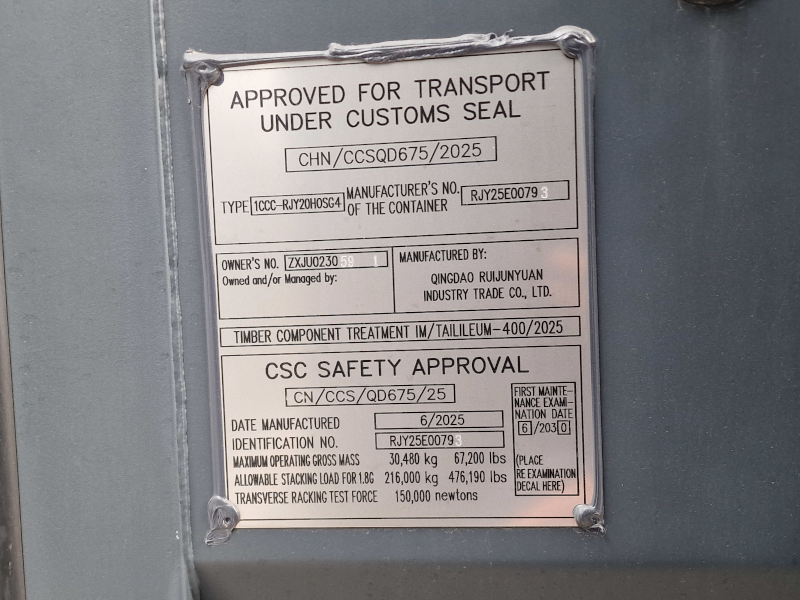 APPROVED FOR TRANSPORT
UNDER CUSTOMS SEAL
CHN/CCSQD675/2025
TYPE 1CCC-RJY20HOSG4 MANUFACTURER'S NO. OF THE CONTAINER RJY25E00793
OWNER'S NO. ZXJU023059 1
Owned and/or Managed by:
MANUFACTURED BY:
QINGDAO RUIJUNYUAN
INDUSTRY TRADE CO., LTD.
TIMBER COMPONENT TREATMENT IM/TAILILEUM-400/2025
CSC SAFETY APPROVAL
CN/CCS/QD675/25
DATE MANUFACTURED 6/2025
IDENTIFICATION NO. RJY25E00793
MAXIMUM OPERATING GROSS MASS 30,480 kg 67,200 lbs
ALLOWABLE STACKING LOAD FOR 1.8G 216,000 kg 476,190 lbs
TRANSVERSE RACKING TEST FORCE 150,000 newtons
FIRST MAINTE-
NANCE EXAMI-
NATION DATE
6/2030
(PLACE
RE EXAMINATION
DECAL HERE)